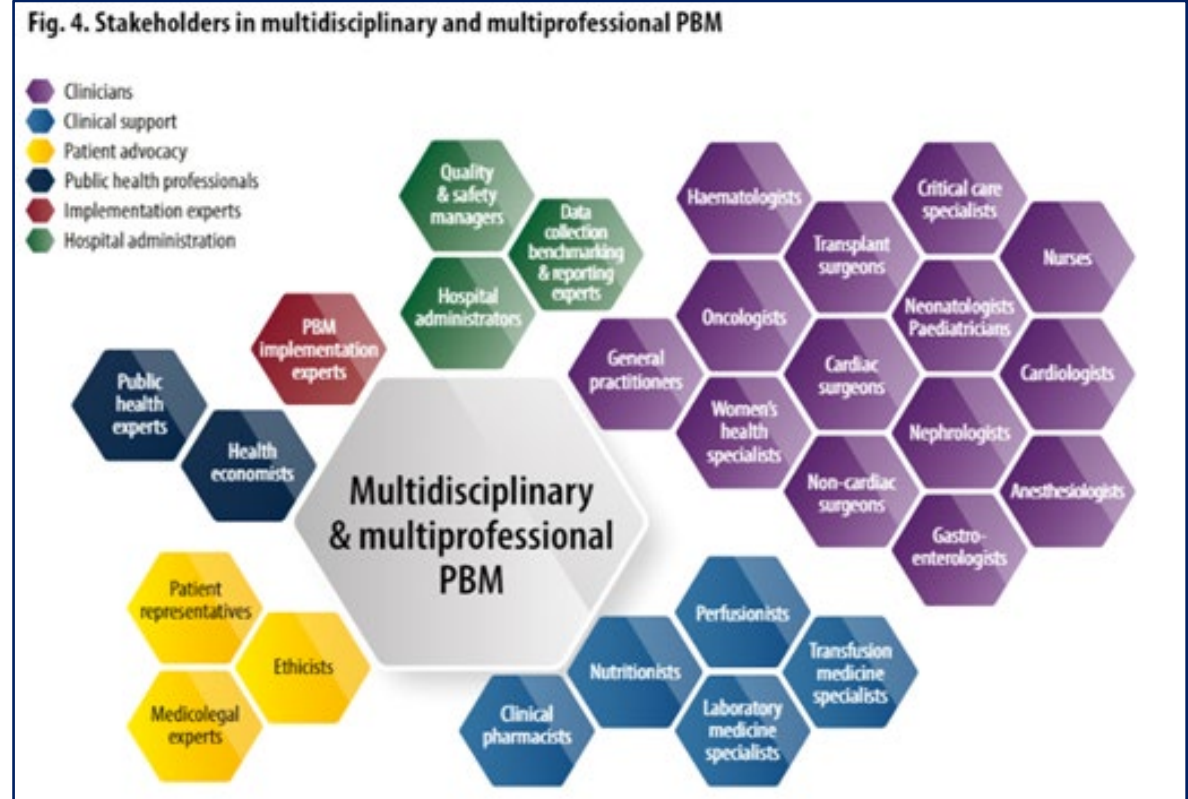 Fig. 4. Stakeholders in multidisciplinary and multiprofessional PBM
Clinicians
Clinical support
Patient advocacy
Public health professionals
Implementation experts
Hospital administration
Quality
& safety
managers
Data
collection
benchmarking
& reporting
experts
Hospital
administrators
PBM
implementation
experts
Public
health
experts
Health
economists
Haematologists
Critical care
specialists
Transplant
surgeons
Nurses
Oncologists
Neonatologists
Paediatricians
General
practitioners
Cardiac
surgeons
Cardiologists
Women's
health
specialists
Nephrologists
Non-cardiac
surgeons
Anesthesiologists
Gastro-
enterologists
Multidisciplinary
& multiprofessional
PBM
Patient
representatives
Ethicists
Medicolegal
experts
Perfusionists
Nutritionists
Transfusion
medicine
specialists
Clinical
pharmacists
Laboratory
medicine
specialists